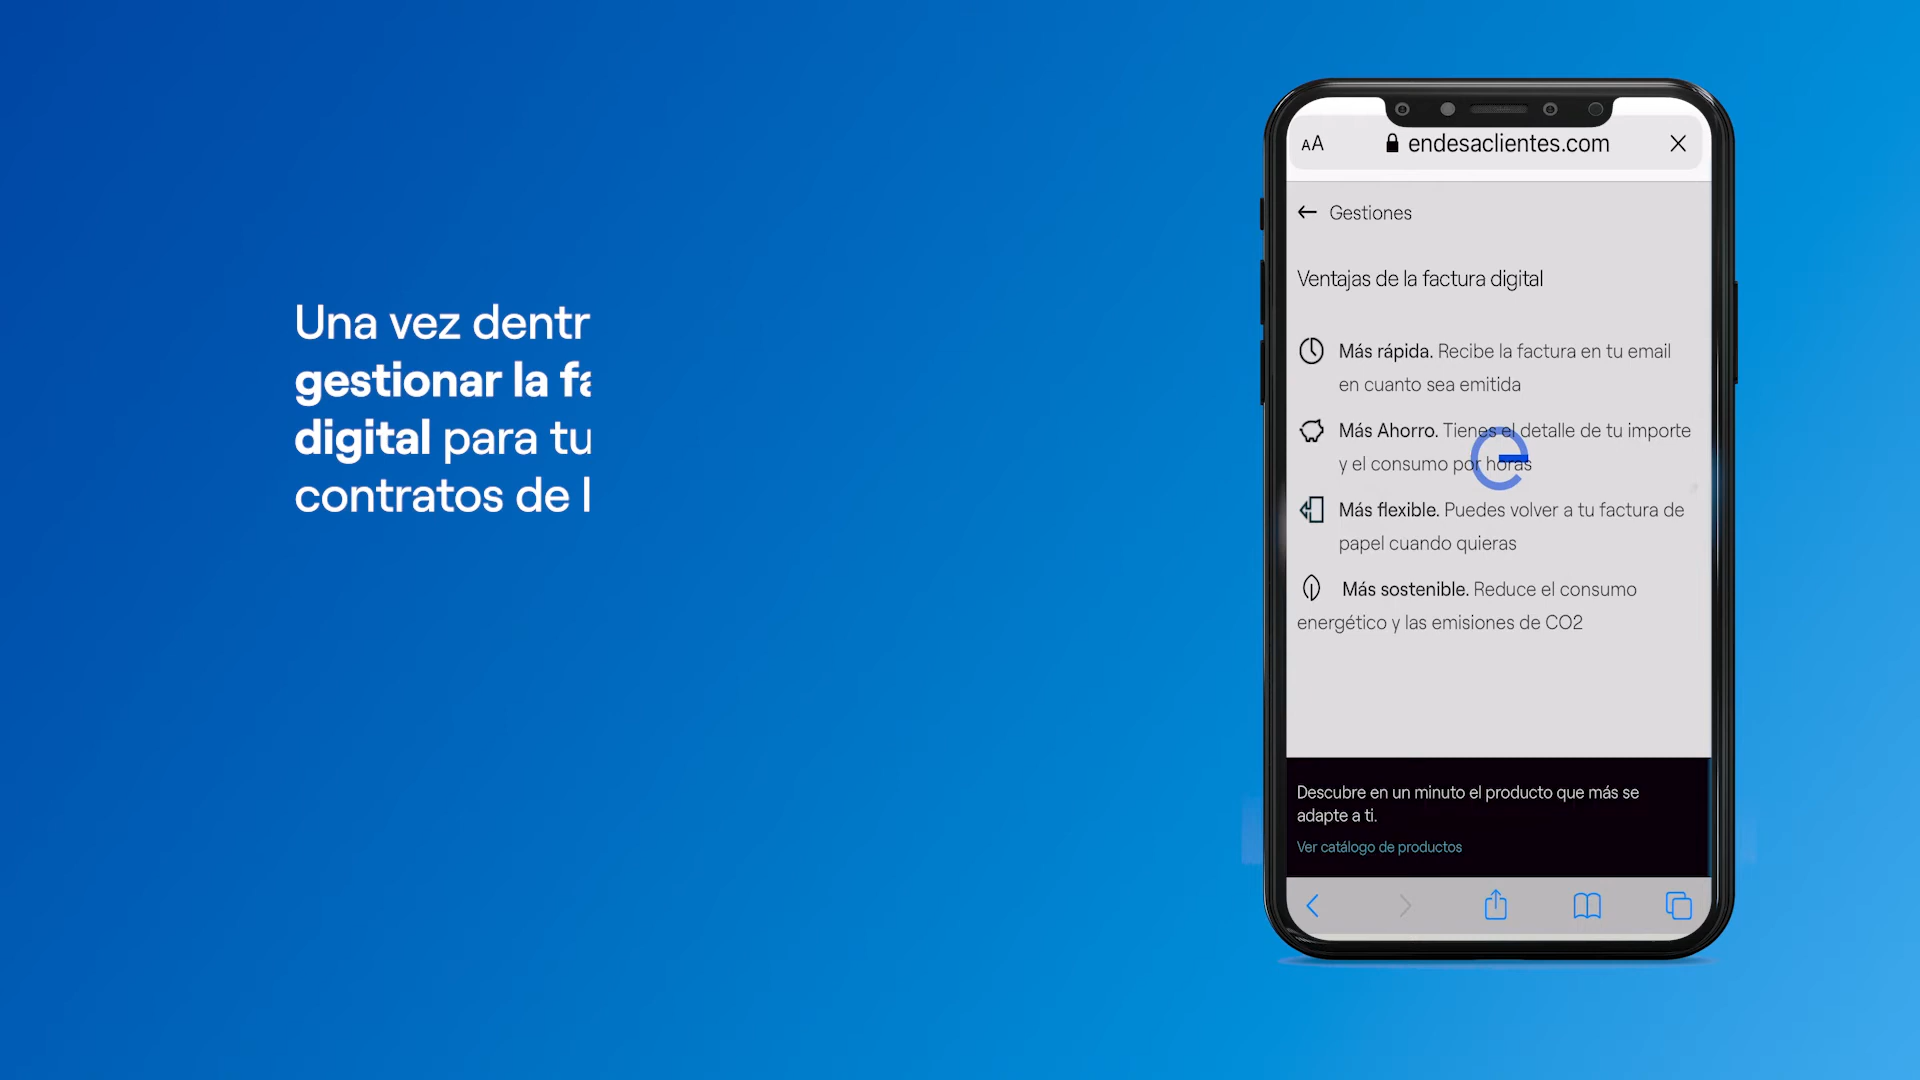 Una vez dentr
gestionar la fa
digital para tu
contratos de l
AA
endesaclientes.com
Gestiones
Ventajas de la factura digital
Más rápida. Recibe la factura en tu email
en cuanto sea emitida
Más Ahorro. Tienes el detalle de tu importe
y el consumo por horas
Más flexible. Puedes volver a tu factura de
papel cuando quieras
Más sostenible. Reduce el consumo
energético y las emisiones de CO2
Descubre en un minuto el producto que más se
adapte a ti.
Ver catálogo de productos